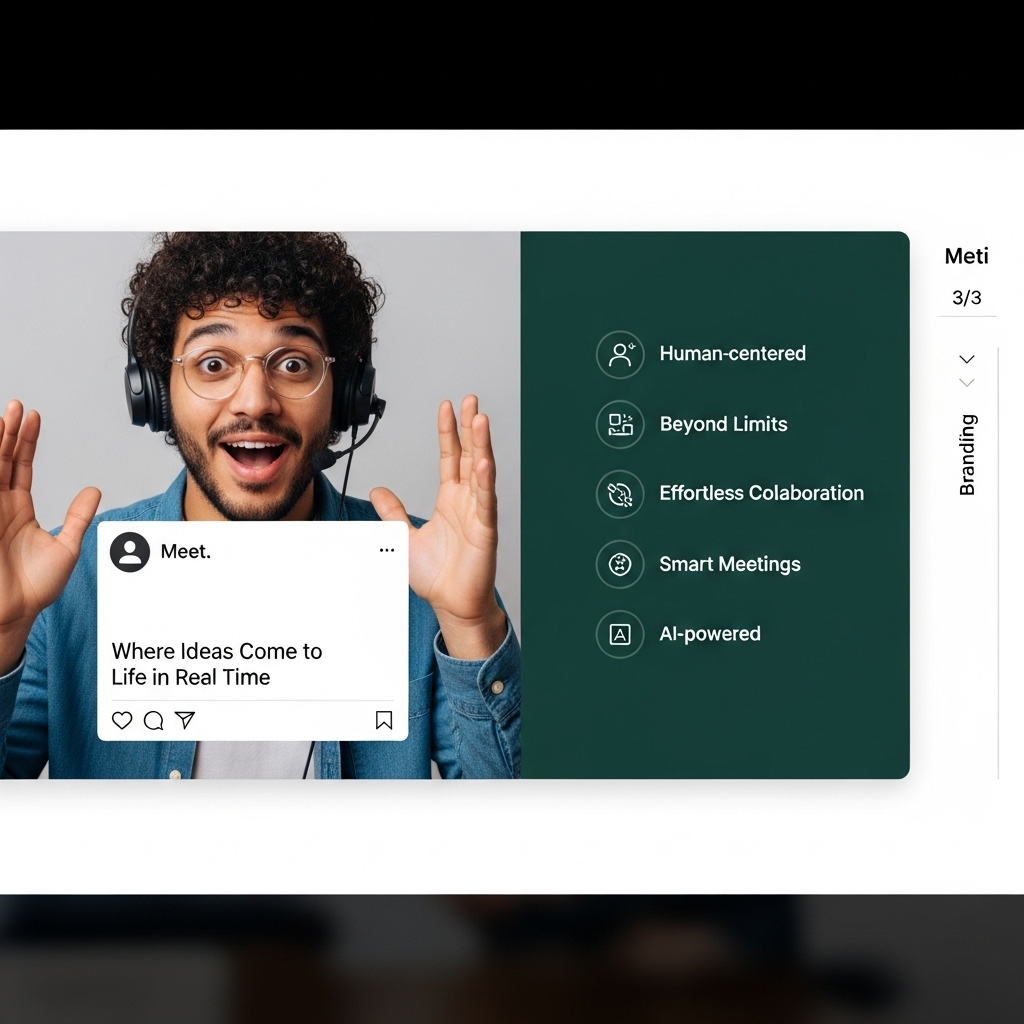 Meet.
Where Ideas Come to
Life in Real Time
Human-centered
Beyond Limits
Effortless Colaboration
Smart Meetings
AI-powered
Meti
3/3
Branding